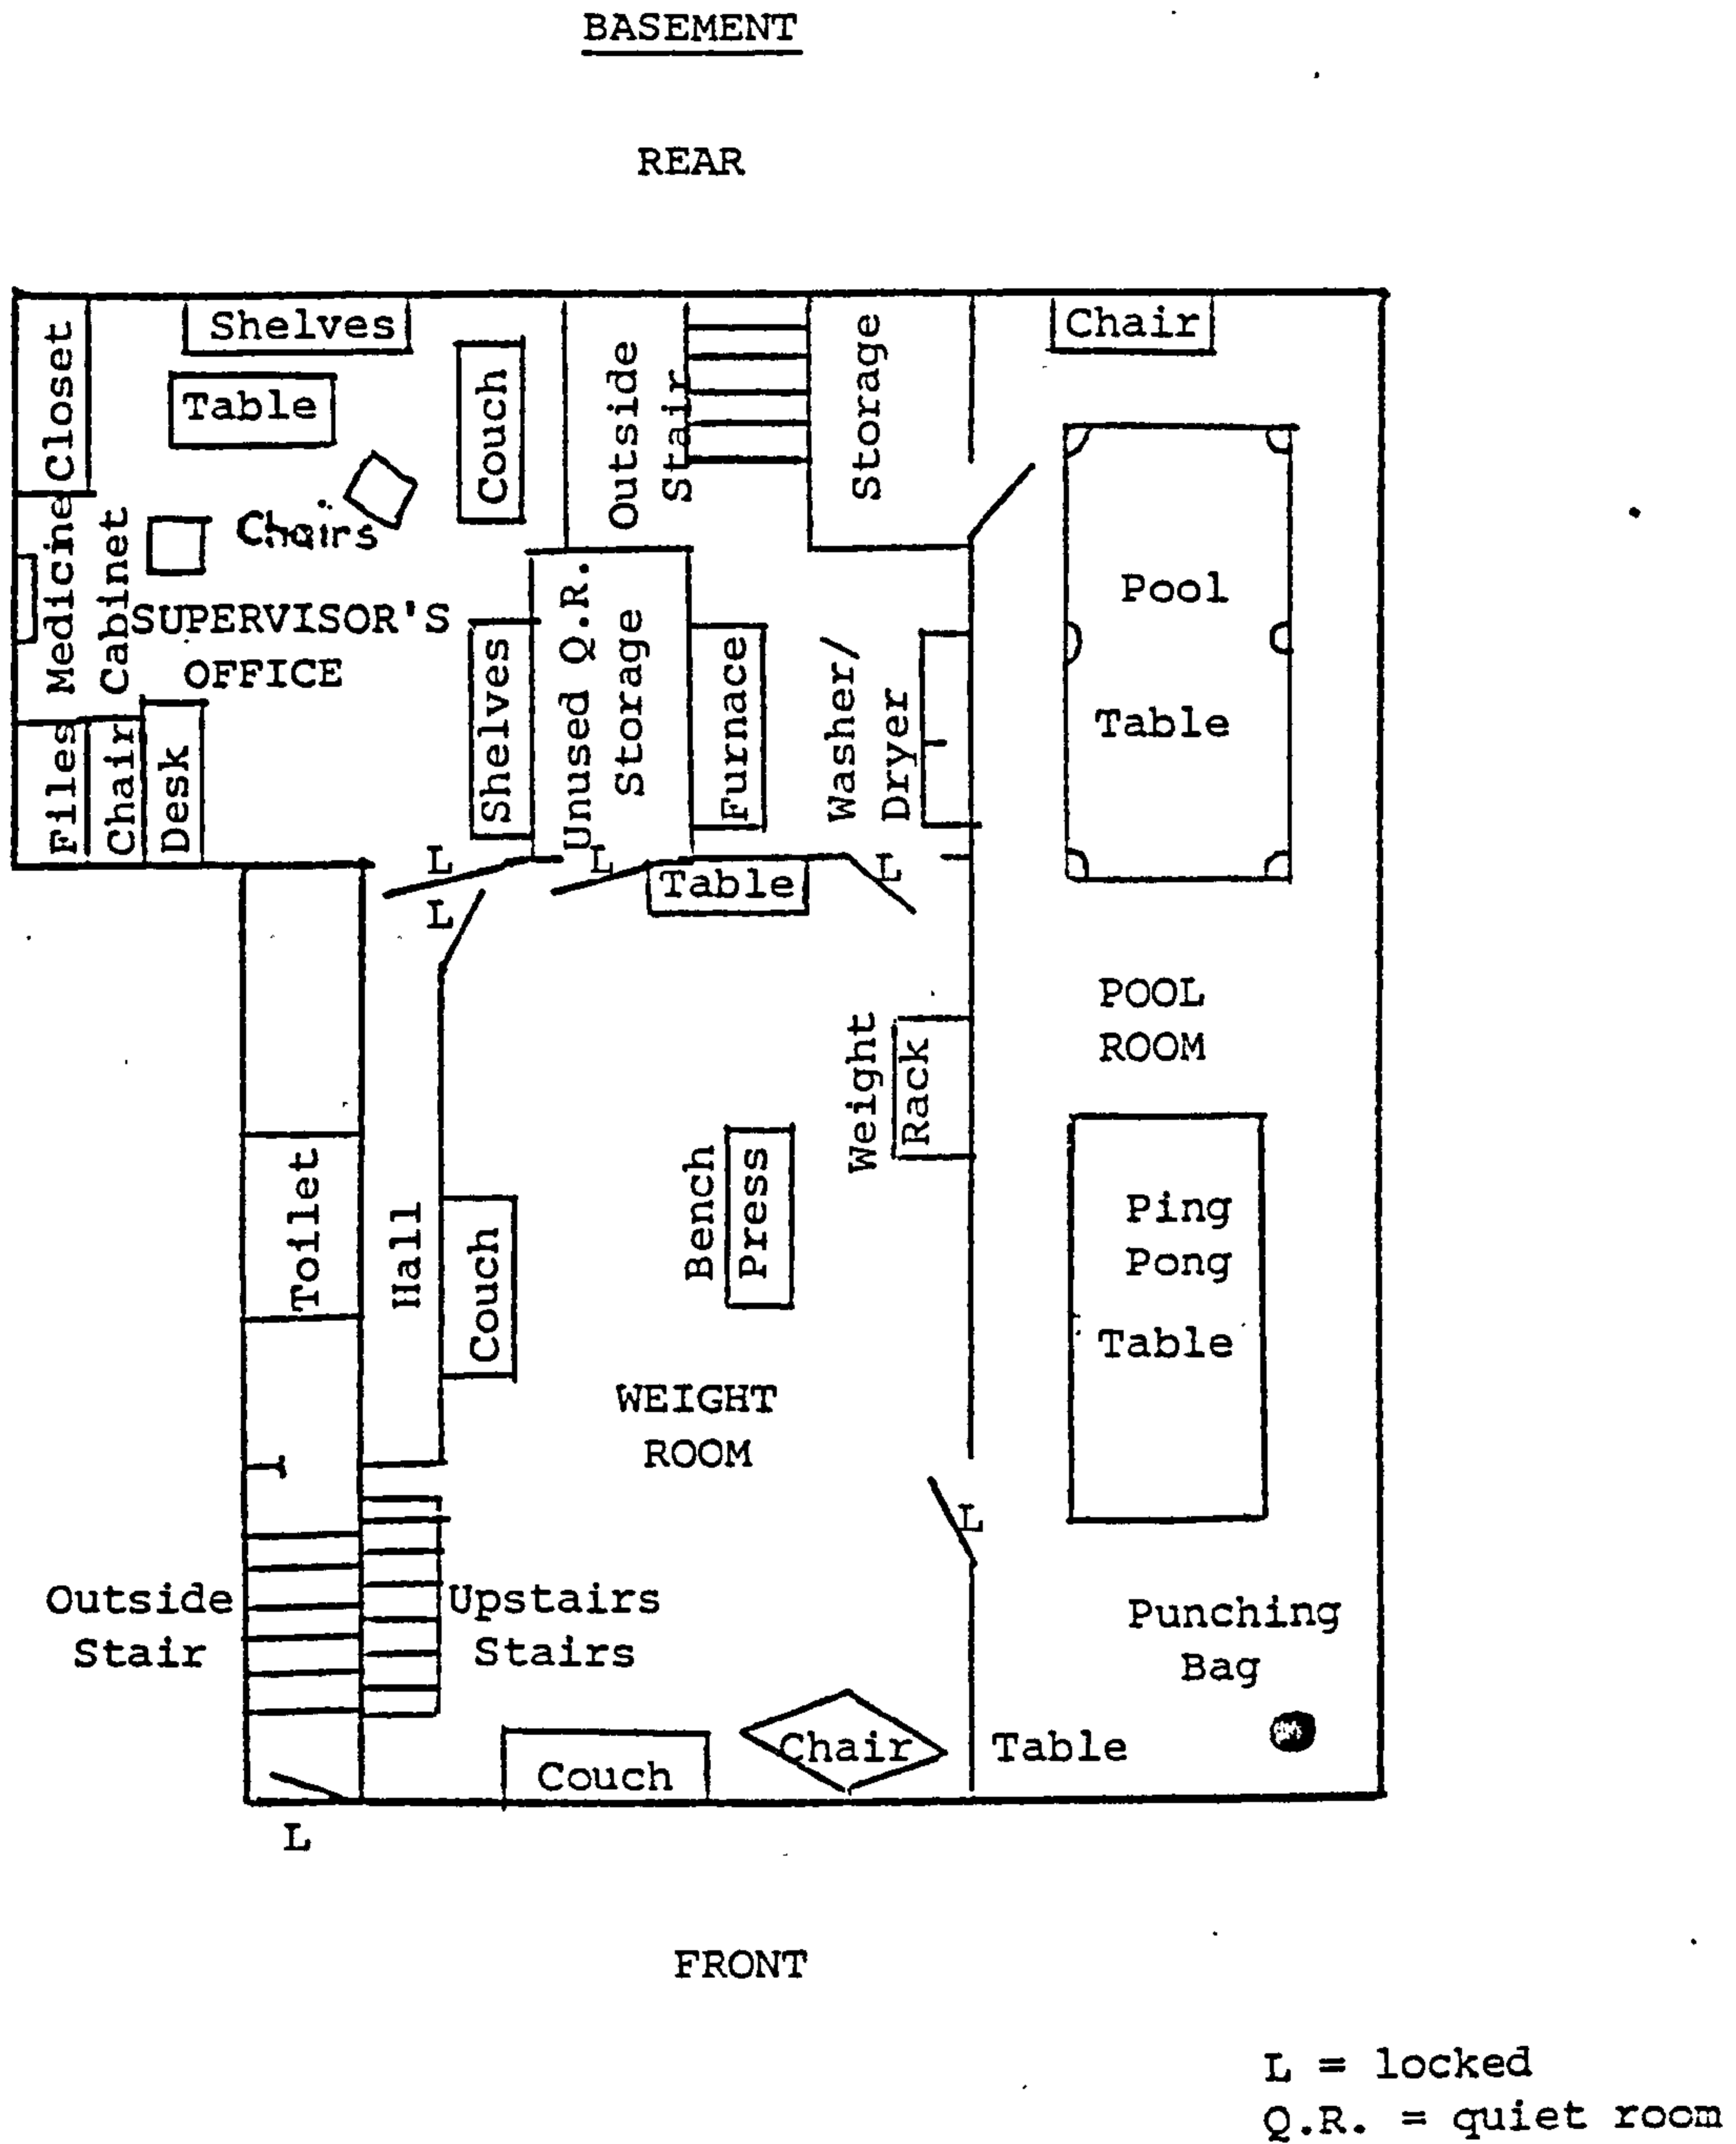 BASEMENT
REAR
Closet
Shelves
Table
Couch
Outside
Stair
Storage
Chair
Medicine
Cabinet
Chairs
SUPERVISOR'S
OFFICE
Files
Chair
Desk
Shelves
Unused Q.R.
Storage
Furnace
Washer/
Dryer
Pool
Table
L
L
L
L
Table
POOL
ROOM
Weight
Rack
Toilet
Hall
Couch
Bench
Press
Ping
Pong
Table
WEIGHT
ROOM
L
Outside
Stair
Upstairs
Stairs
Punching
Bag
Couch
Chair
Table
L
FRONT
L = locked
Q.R. = quiet room